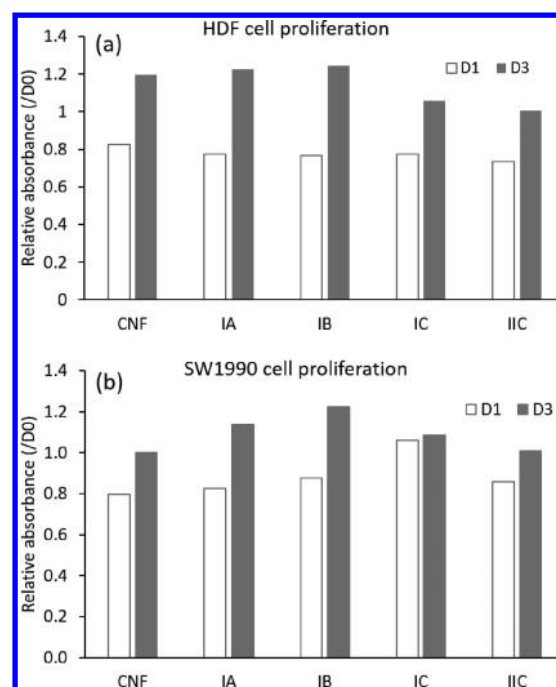 HDF cell proliferation
(a)
D1 D3
Relative absorbance (/D0)
1.4
1.2
1
0.8
0.6
0.4
0.2
0
CNF IA IB IC IIC
SW1990 cell proliferation
(b)
D1 D3
Relative absorbance (/D0)
1.4
1.2
1.0
0.8
0.6
0.4
0.2
0.0
CNF IA IB IC IIC